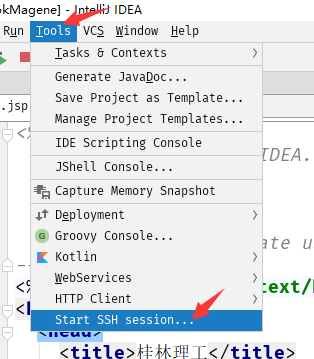 okMagene] - IntelliJ IDEA
Run Tools VCS Window Help
Tasks & Contexts
Generate JavaDoc...
Save Project as Template...
Manage Project Templates...
IDE Scripting Console
JShell Console...
Capture Memory Snapshot
Deployment
Groovy Console...
Kotlin
WebServices
HTTP Client
Start SSH session...
.jsp
<%
IDEA.
ate u
--
<%
text/
<h
<head>
<title>桂林理工</title>